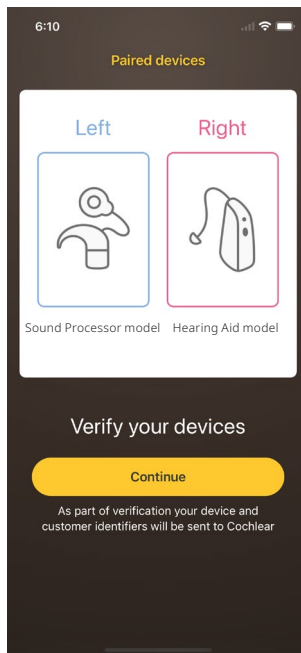 6:10
Paired devices
Left Right
Sound Processor model Hearing Aid model
Verify your devices
Continue
As part of verification your device and
customer identifiers will be sent to Cochlear